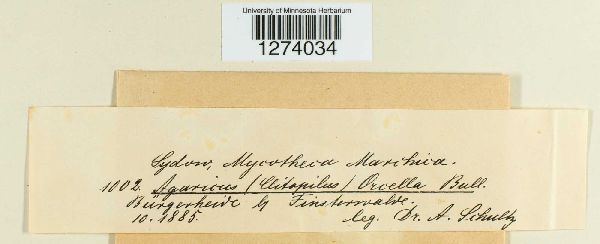 University of Minnesota Herbarium
1274034
Sydow, Mycotheca Marchica.
1002. Agaricus (Clitopilus) Orcella Bull.
Bürgerheide b/ Finsterwalde.
10. 1885. leg. Dr. A. Schultz